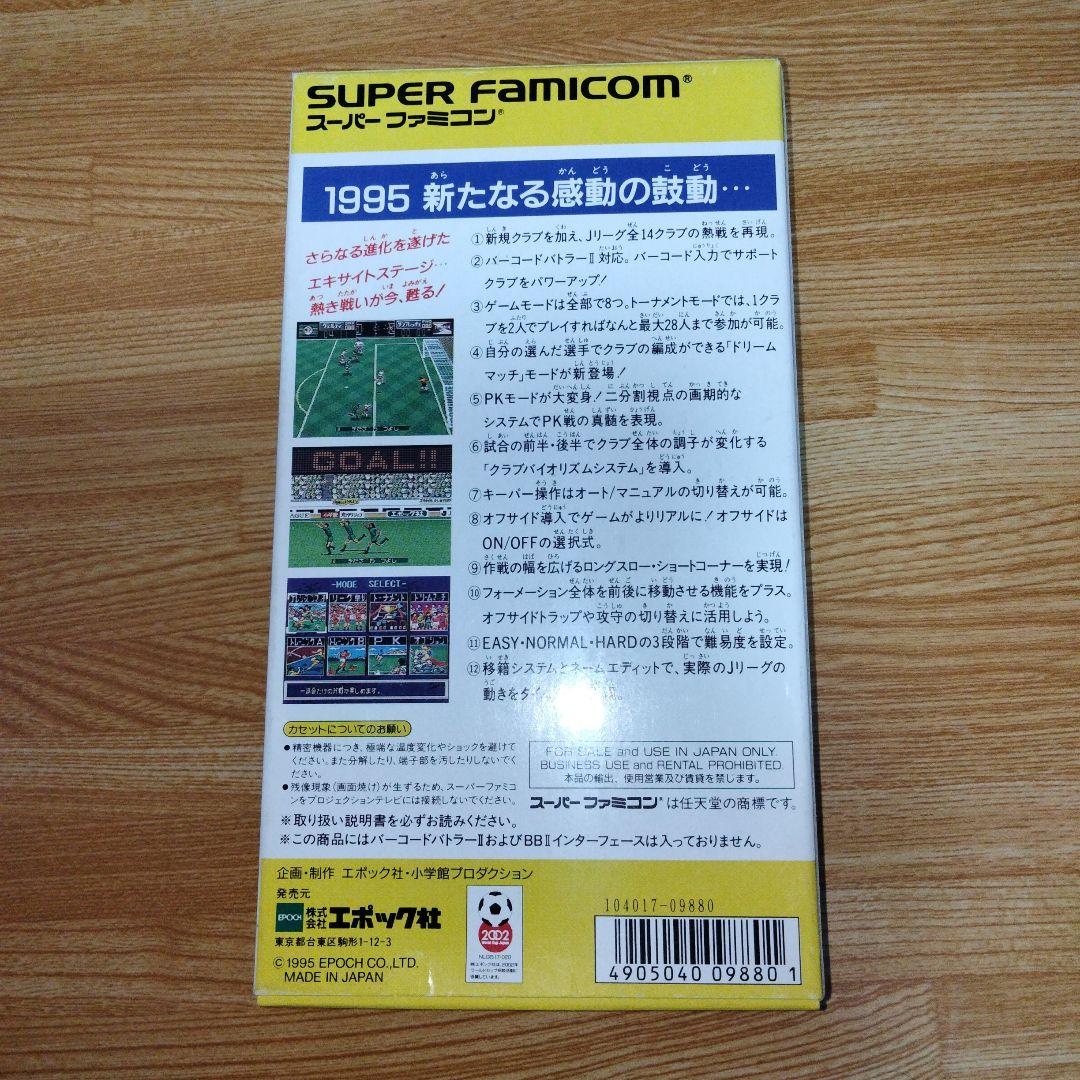 SUPER FAMICOM®
スーパーファミコン®
1995 新たなる感動の鼓動…
さらなる進化を遂げた
エキサイトステージ…
熱き戦いが今、甦る!
①新規クラブを加え、Jリーグ全14クラブの熱戦を再現。
②バーコードバトラーⅡ対応。バーコード入力でサポート
クラブをパワーアップ!
③ゲームモードは全部で8つ。トーナメントモードでは、1クラ
ブを2人でプレイすればなんと最大28人まで参加が可能。
④自分の選んだ選手でクラブの編成ができる「ドリーム
マッチ」モードが新登場!
⑤PKモードが大変身!二分割視点の画期的な
システムでPK戦の真髄を表現。
⑥試合の前半・後半でクラブ全体の調子が変化する
「クラブバイオリズムシステム」を導入。
⑦キーパー操作はオート/マニュアルの切り替えが可能。
⑧オフサイド導入でゲームがよりリアルに!オフサイドは
ON/OFFの選択式。
⑨作戦の幅を広げるロングスロー・ショートコーナーを実現!
⑩フォーメーション全体を前後に移動させる機能をプラス。
オフサイドトラップや攻守の切り替えに活用しよう。
⑪EASY・NORMAL・HARDの3段階で難易度を設定。
⑫移籍システムとネームエディットで、実際のJリーグの
動きをタイ
GOAL!!
エポック社
-MODE SELECT-
PK
カセットについてのお願い
●精密機器につき、極端な温度変化やショックを避けて
ください。また分解したり、端子部を汚したりしないでく
ださい。
●残像現象(画面焼け)が生ずるため、スーパーファミコ
ンをプロジェクションテレビには接続しないでください。
※取り扱い説明書を必ずお読みください。
※この商品にはバーコードバトラーⅡおよびBBⅡインターフェースは入っておりません。
FOR SALE and USE IN JAPAN ONLY.
BUSINESS USE and RENTAL PROHIBITED
本品の輸出、使用営業及び賃貸を禁じます。
スーパーファミコン®は任天堂の商標です。
企画・制作 エポック社・小学館プロダクション
発売元
EPOCH 株式会社エポック社
東京都台東区駒形1-12-3
©1995 EPOCH CO.,LTD.
MADE IN JAPAN
2002
World Cup Japan
104017-09880
4905040 098801